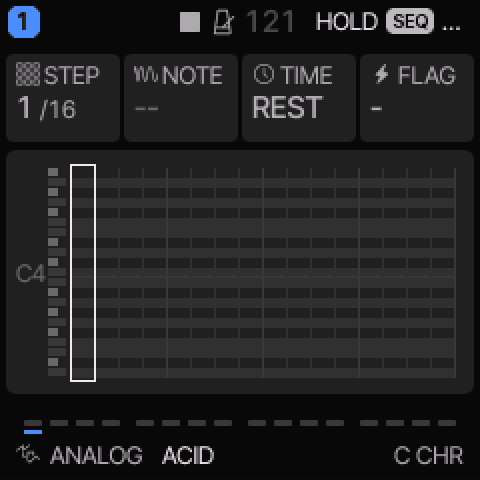 1 121 HOLD SEQ ...
STEP NOTE TIME FLAG
1 /16 -- REST -
C4
ANALOG ACID C CHR